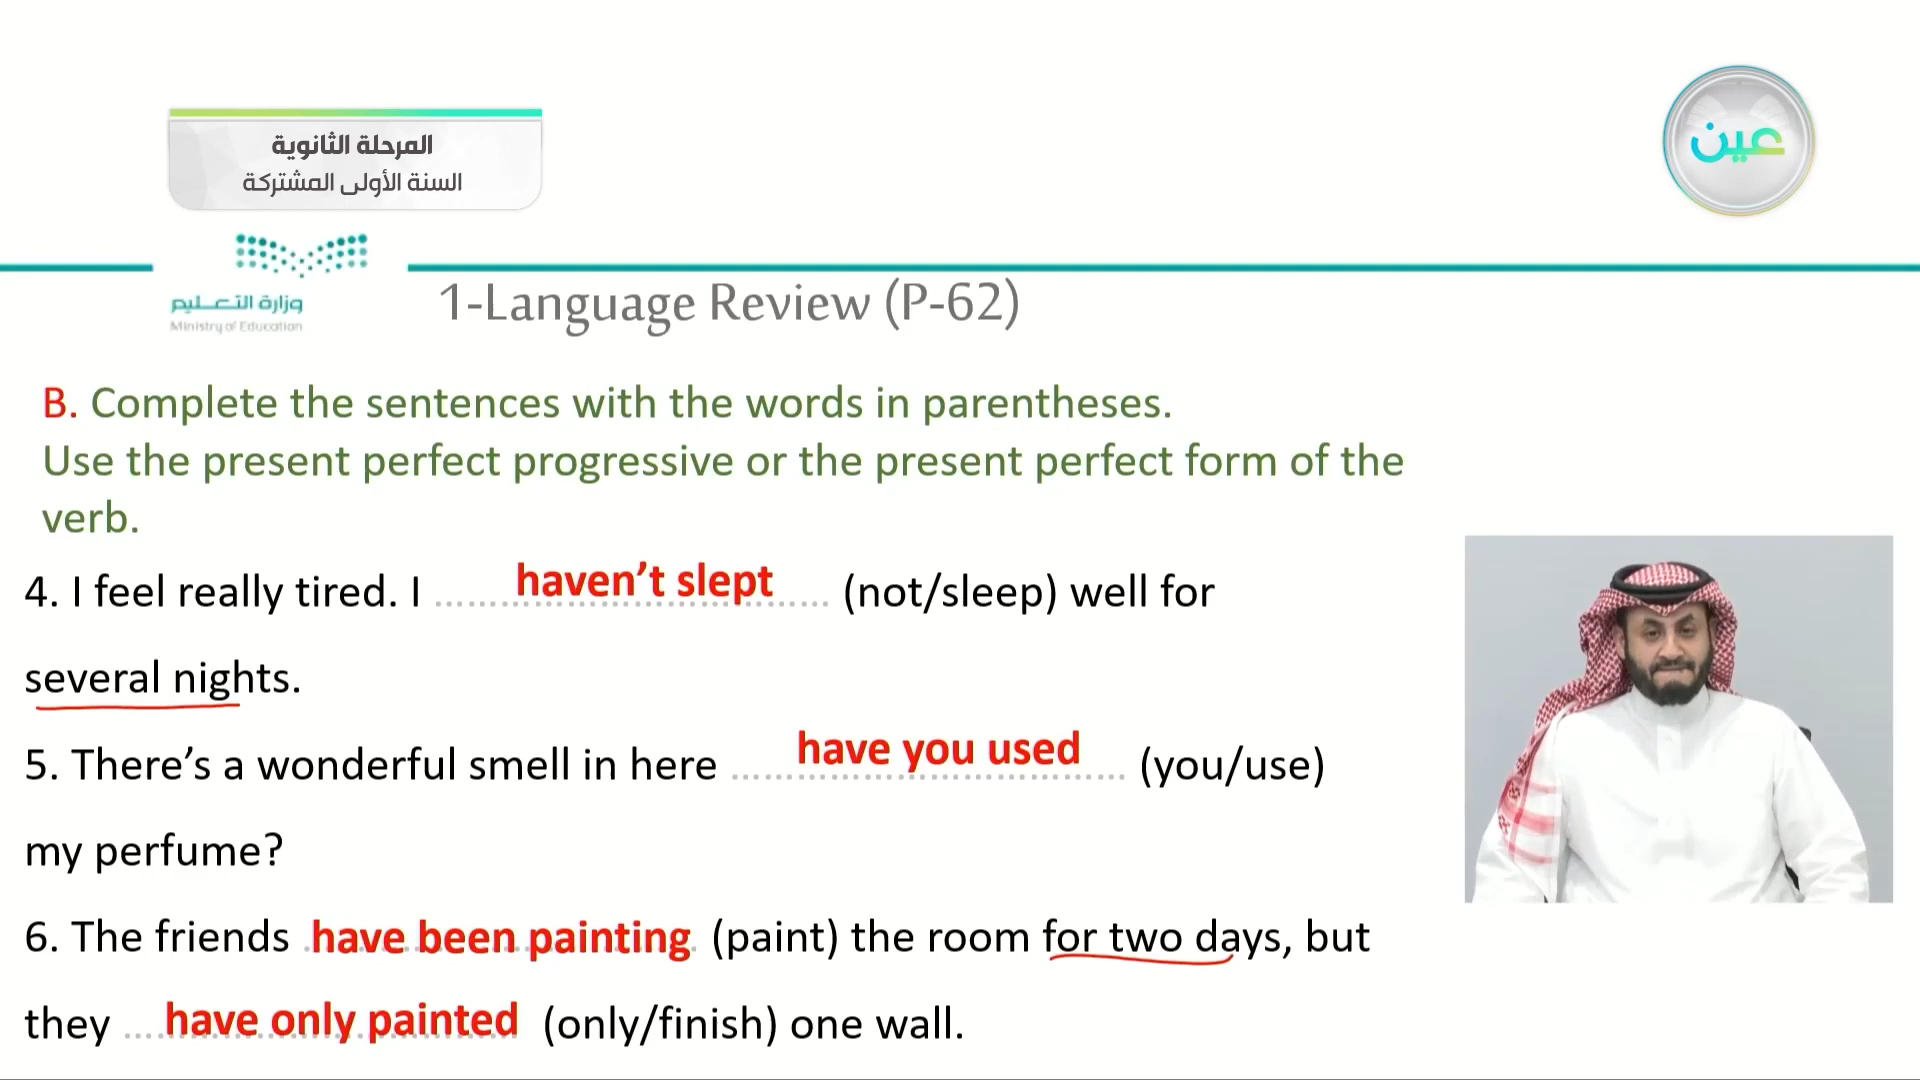 المرحلة الثانوية
السنة الأولى المشتركة
عين
وزارة التعليم
Ministry of Education
1-Language Review (P-62)
B. Complete the sentences with the words in parentheses.
Use the present perfect progressive or the present perfect form of the
verb.
4. I feel really tired. I haven’t slept (not/sleep) well for
several nights.
5. There’s a wonderful smell in here have you used (you/use)
my perfume?
6. The friends have been painting (paint) the room for two days, but
they have only painted (only/finish) one wall.